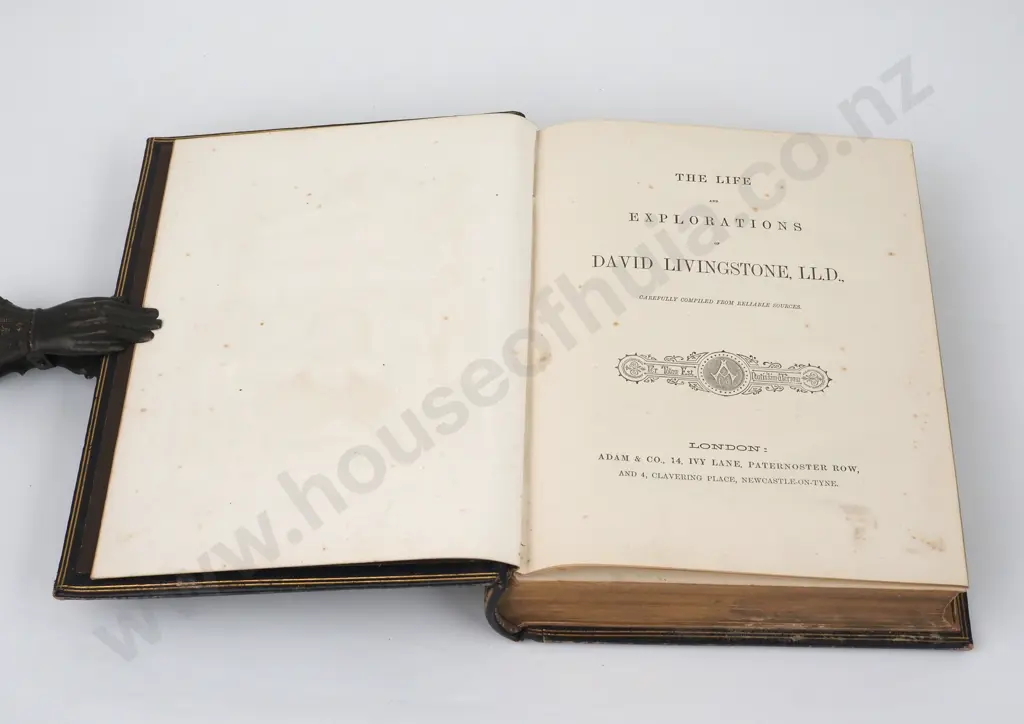 THE LIFE
AND
EXPLORATIONS
OF
DAVID LIVINGSTONE, LL.D.,
CAREFULLY COMPILED FROM RELIABLE SOURCES.
LONDON:
ADAM & CO., 14, IVY LANE, PATERNOSTER ROW,
AND 4, CLAVERING PLACE, NEWCASTLE-ON-TYNE.
www.houseofhuia.co.nz